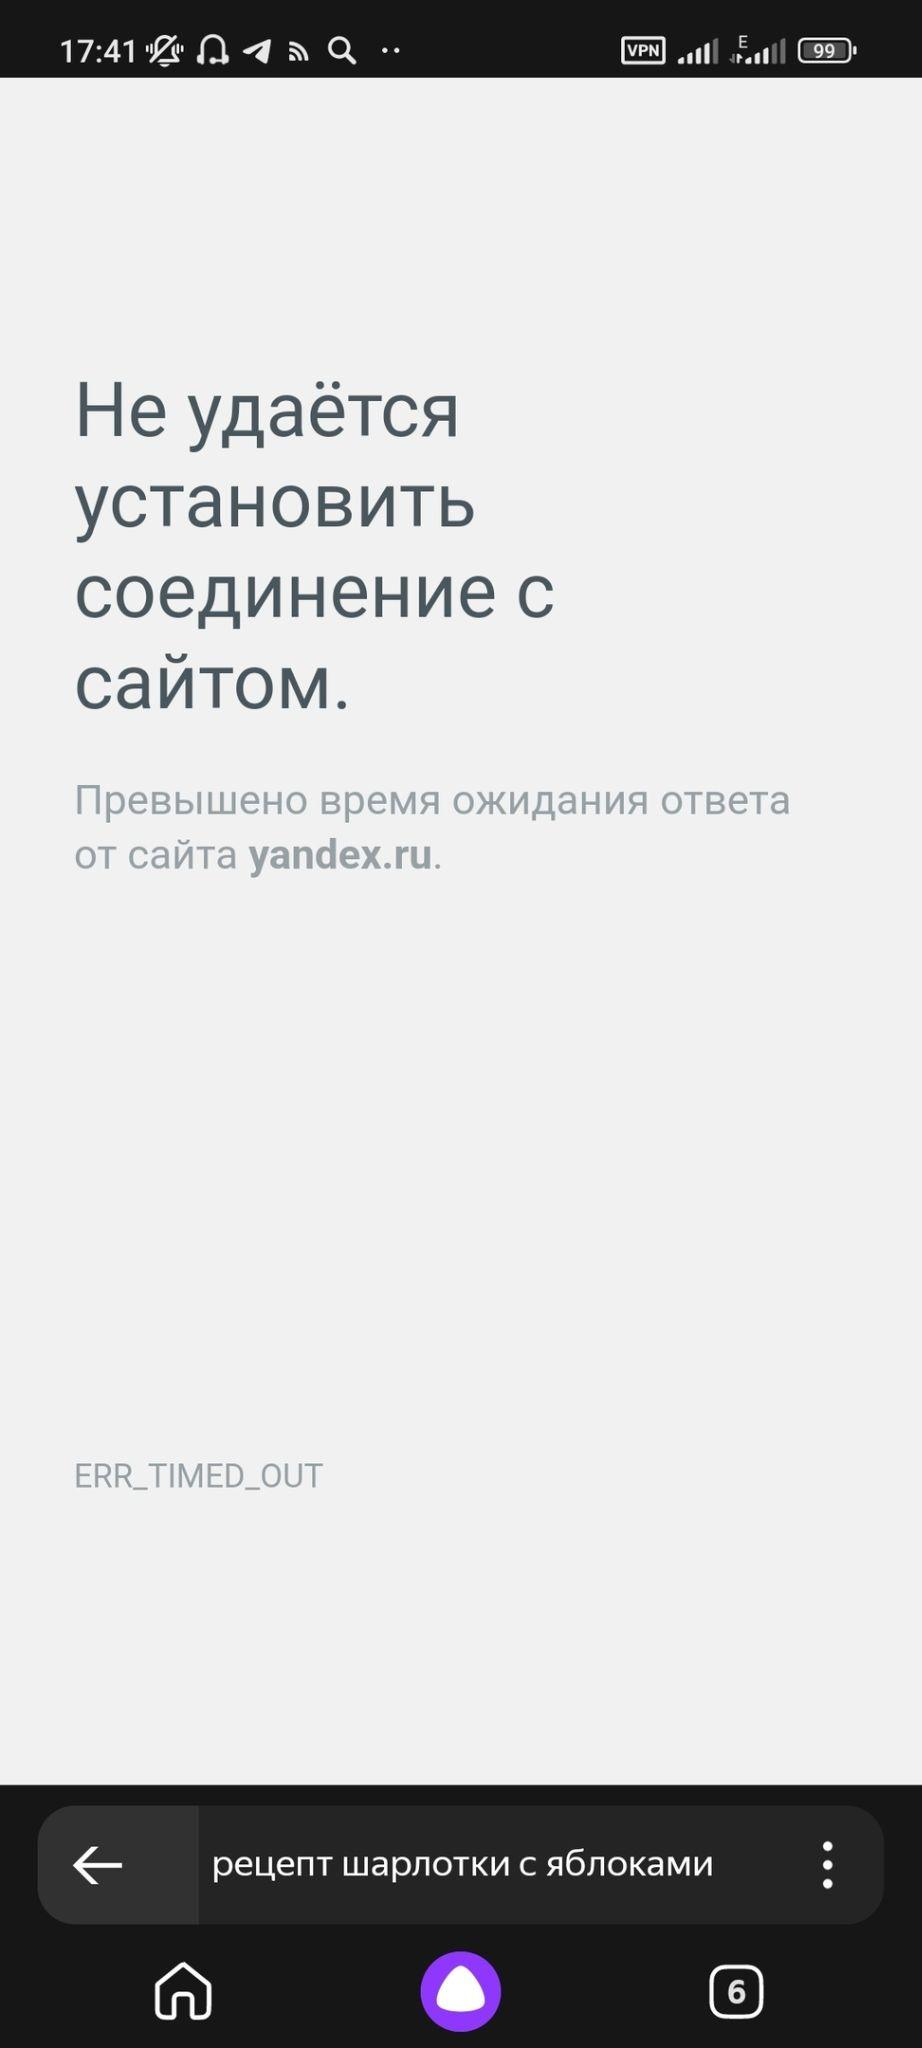 17:41 VPN E 99
Не удаётся
установить
соединение с
сайтом.
Превышено время ожидания ответа
от сайта yandex.ru.
ERR_TIMED_OUT
рецепт шарлотки с яблоками
6